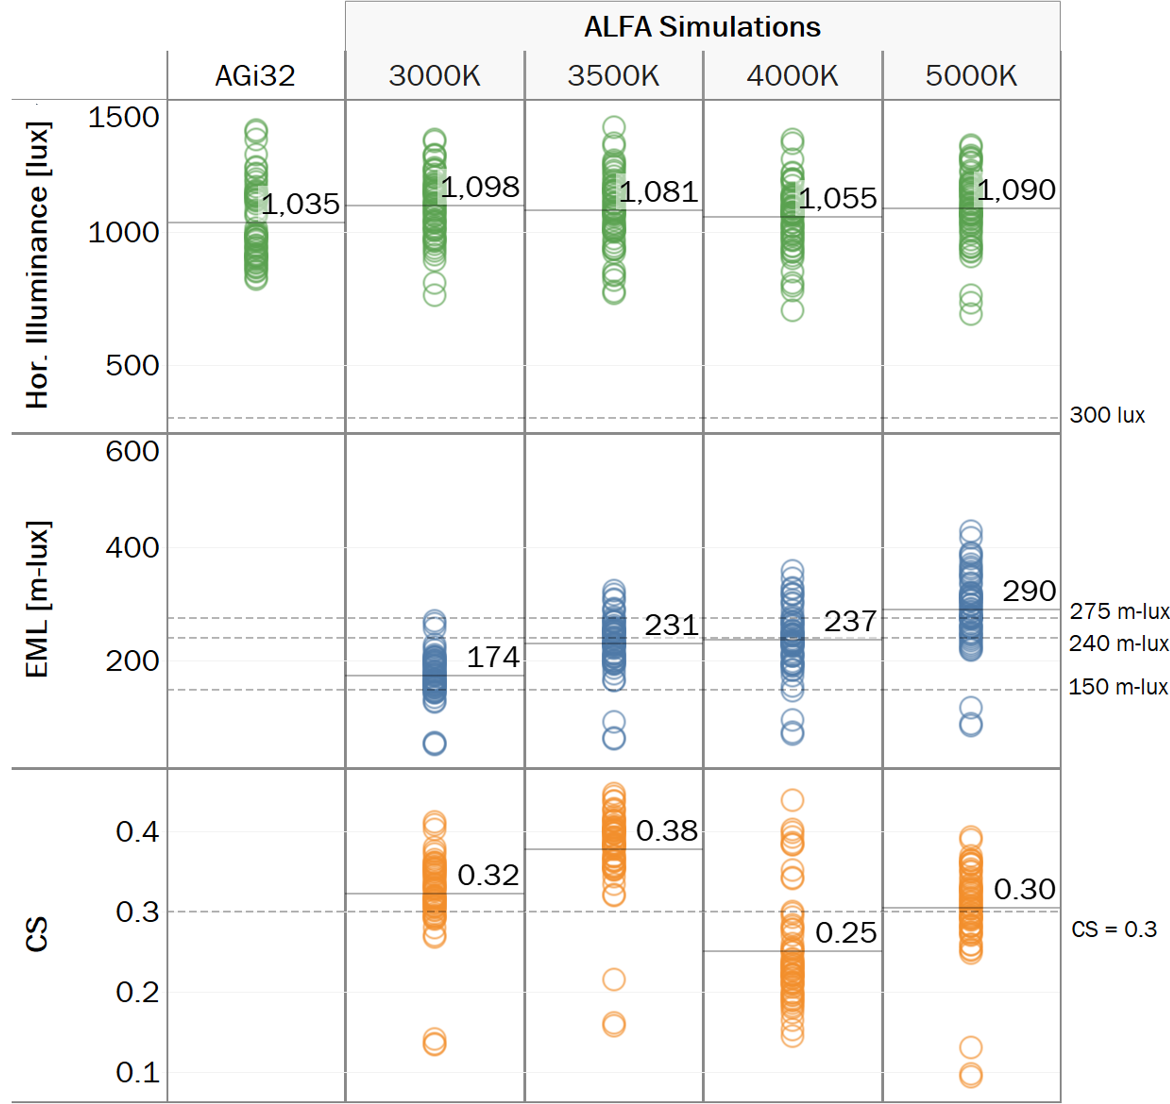 ALFA Simulations
AGi32 3000K 3500K 4000K 5000K
Hor. Illuminance [lux]
1500
1000
500
1,035 1,098 1,081 1,055 1,090
300 lux
EML [m-lux]
600
400
200
174 231 237 290
275 m-lux
240 m-lux
150 m-lux
CS
0.4
0.3
0.2
0.1
0.32 0.38 0.25 0.30
CS = 0.3